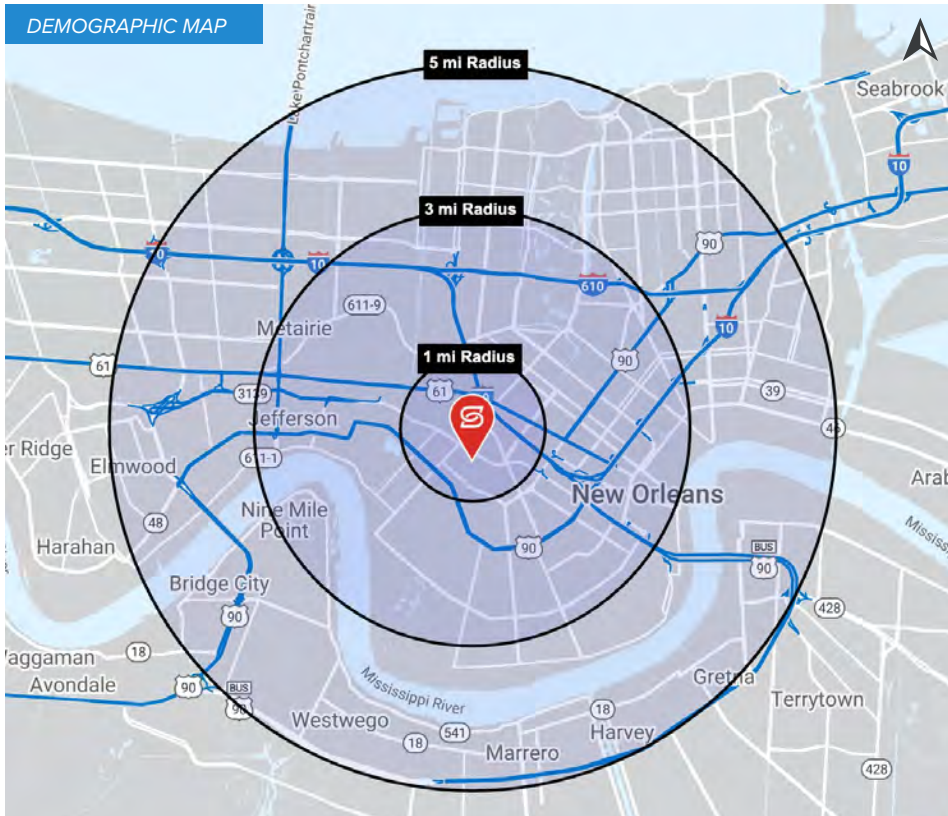 DEMOGRAPHIC MAP
Lake Pontchartrain
5 mi Radius
Seabrook
10
3 mi Radius
90
10
610
611-9
Metairie
10
1 mi Radius
90
61
61
3139
39
Jefferson
46
er Ridge
611-1
Elmwood
Arab
New Orleans
Nine Mile
Point
48
Mississippi
Harahan
90
BUS
90
Bridge City
428
90
18
Waggaman
Avondale
90
BUS
90
Gretna
Mississippi River
Terrytown
Westwego
18
541
Harvey
18
Marrero
428